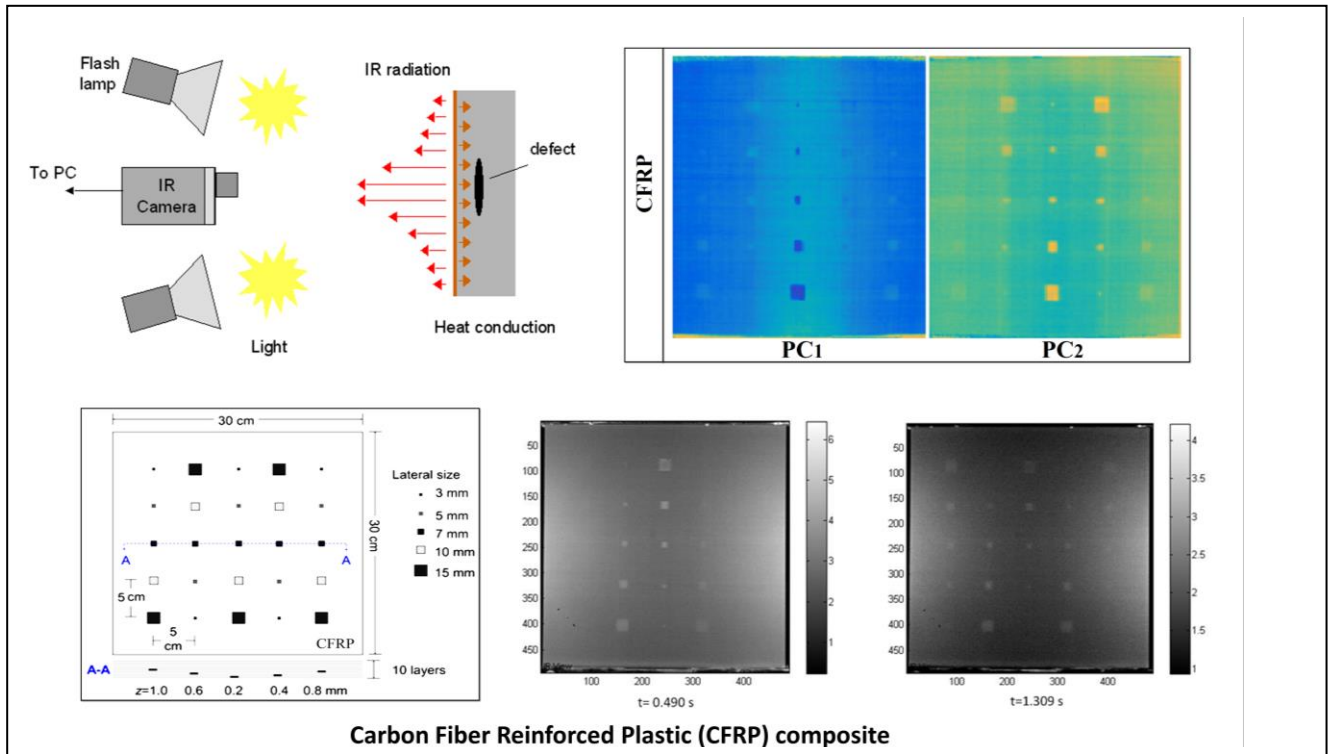 Flash
lamp
IR radiation
defect
To PC
IR
Camera
Light
Heat conduction
CFRP
PC1
PC2
30 cm
30 cm
Lateral size
3 mm
5 mm
7 mm
10 mm
15 mm
A
A
5 cm
5
cm
CFRP
A-A
10 layers
z=1.0 0.6 0.2 0.4 0.8 mm
50
100
150
200
250
300
350
400
450
100 200 300 400
6
5
4
3
2
1
t= 0.490 s
50
100
150
200
250
300
350
400
450
100 200 300 400
4
3.5
3
2.5
2
1.5
1
t=1.309 s
Carbon Fiber Reinforced Plastic (CFRP) composite